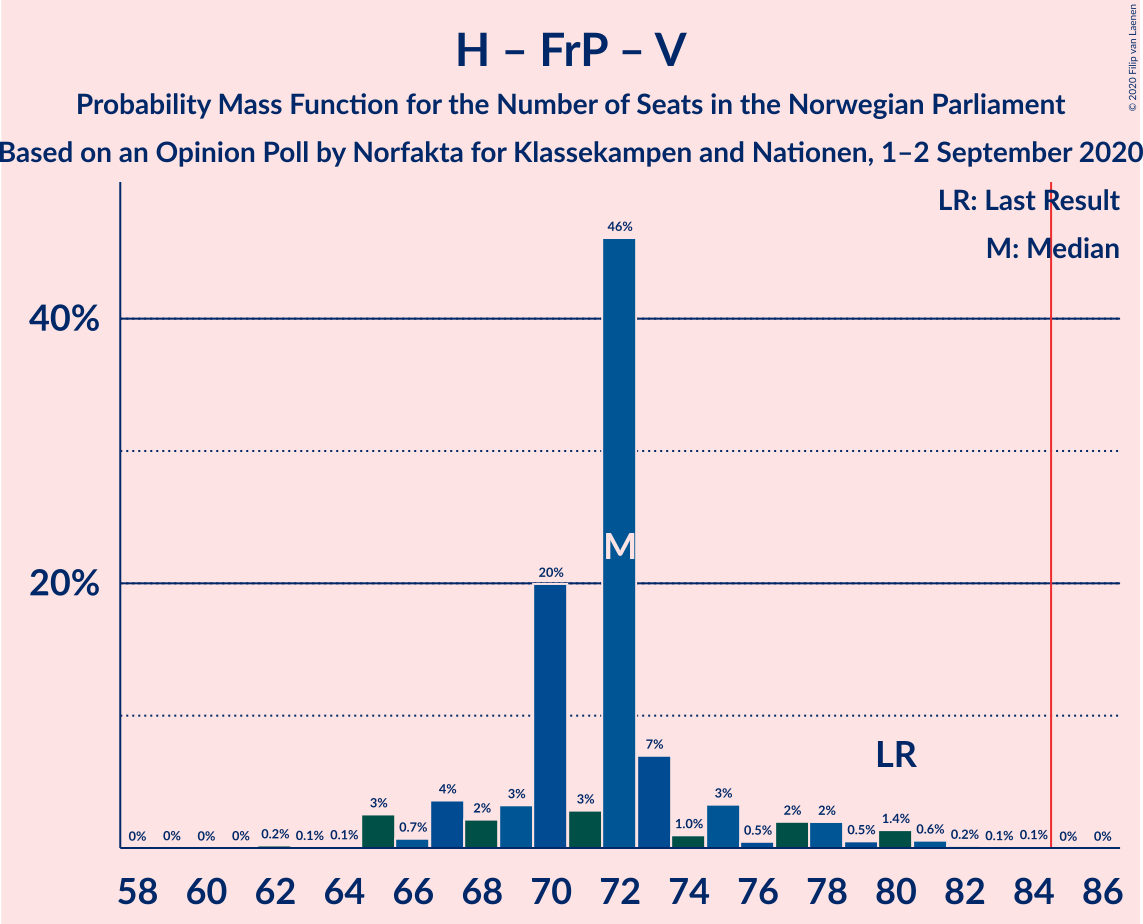 H – FrP – V
Probability Mass Function for the Number of Seats in the Norwegian Parliament
Based on an Opinion Poll by Norfakta for Klassekampen and Nationen, 1–2 September 2020
© 2020 Filip van Laenen
LR: Last Result
M: Median
46%
40%
M
20%
20%
LR
7%
4%
3%
3%
3%
3%
2%
2%
2%
1.4%
1.0%
0.7%
0.6%
0.5%
0.5%
0% 0% 0% 0% 0.2% 0.1% 0.1% 0.2% 0.1% 0.1% 0% 0%
58 60 62 64 66 68 70 72 74 76 78 80 82 84 86